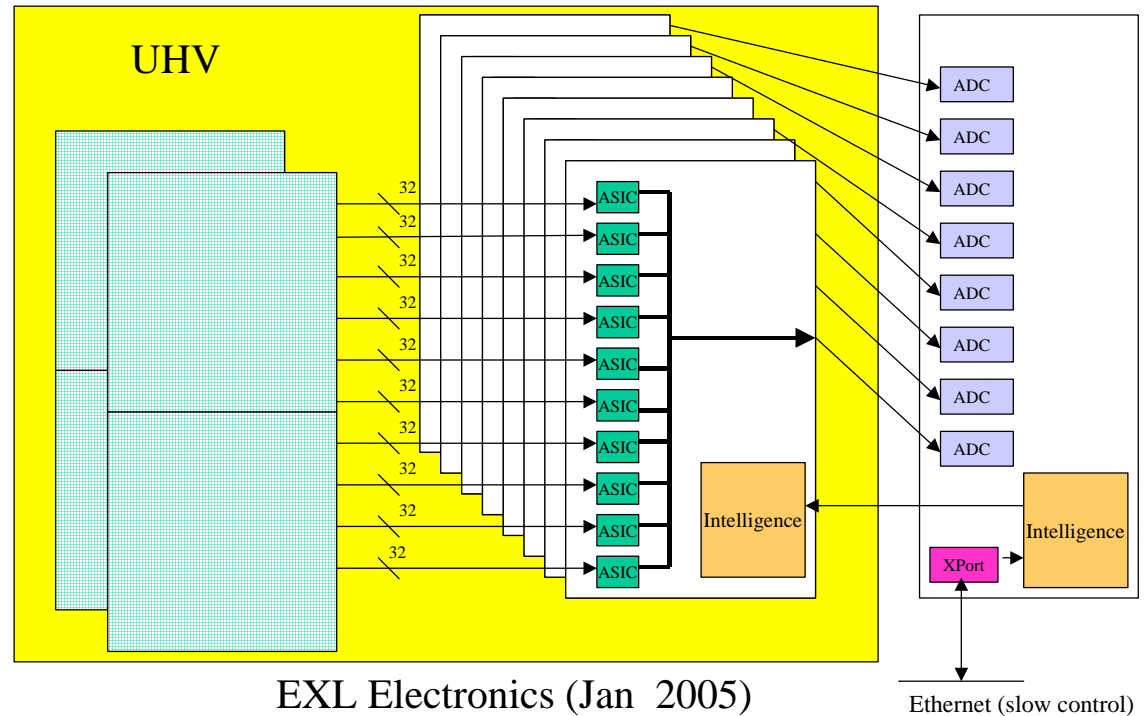 UHV
ADC
ADC
ADC
ADC
ADC
ADC
ADC
ADC
32
ASIC
32
ASIC
32
ASIC
32
ASIC
32
ASIC
32
ASIC
32
ASIC
32
ASIC
32
ASIC
32
ASIC
Intelligence
Intelligence
XPort
EXL Electronics (Jan 2005)
Ethernet (slow control)